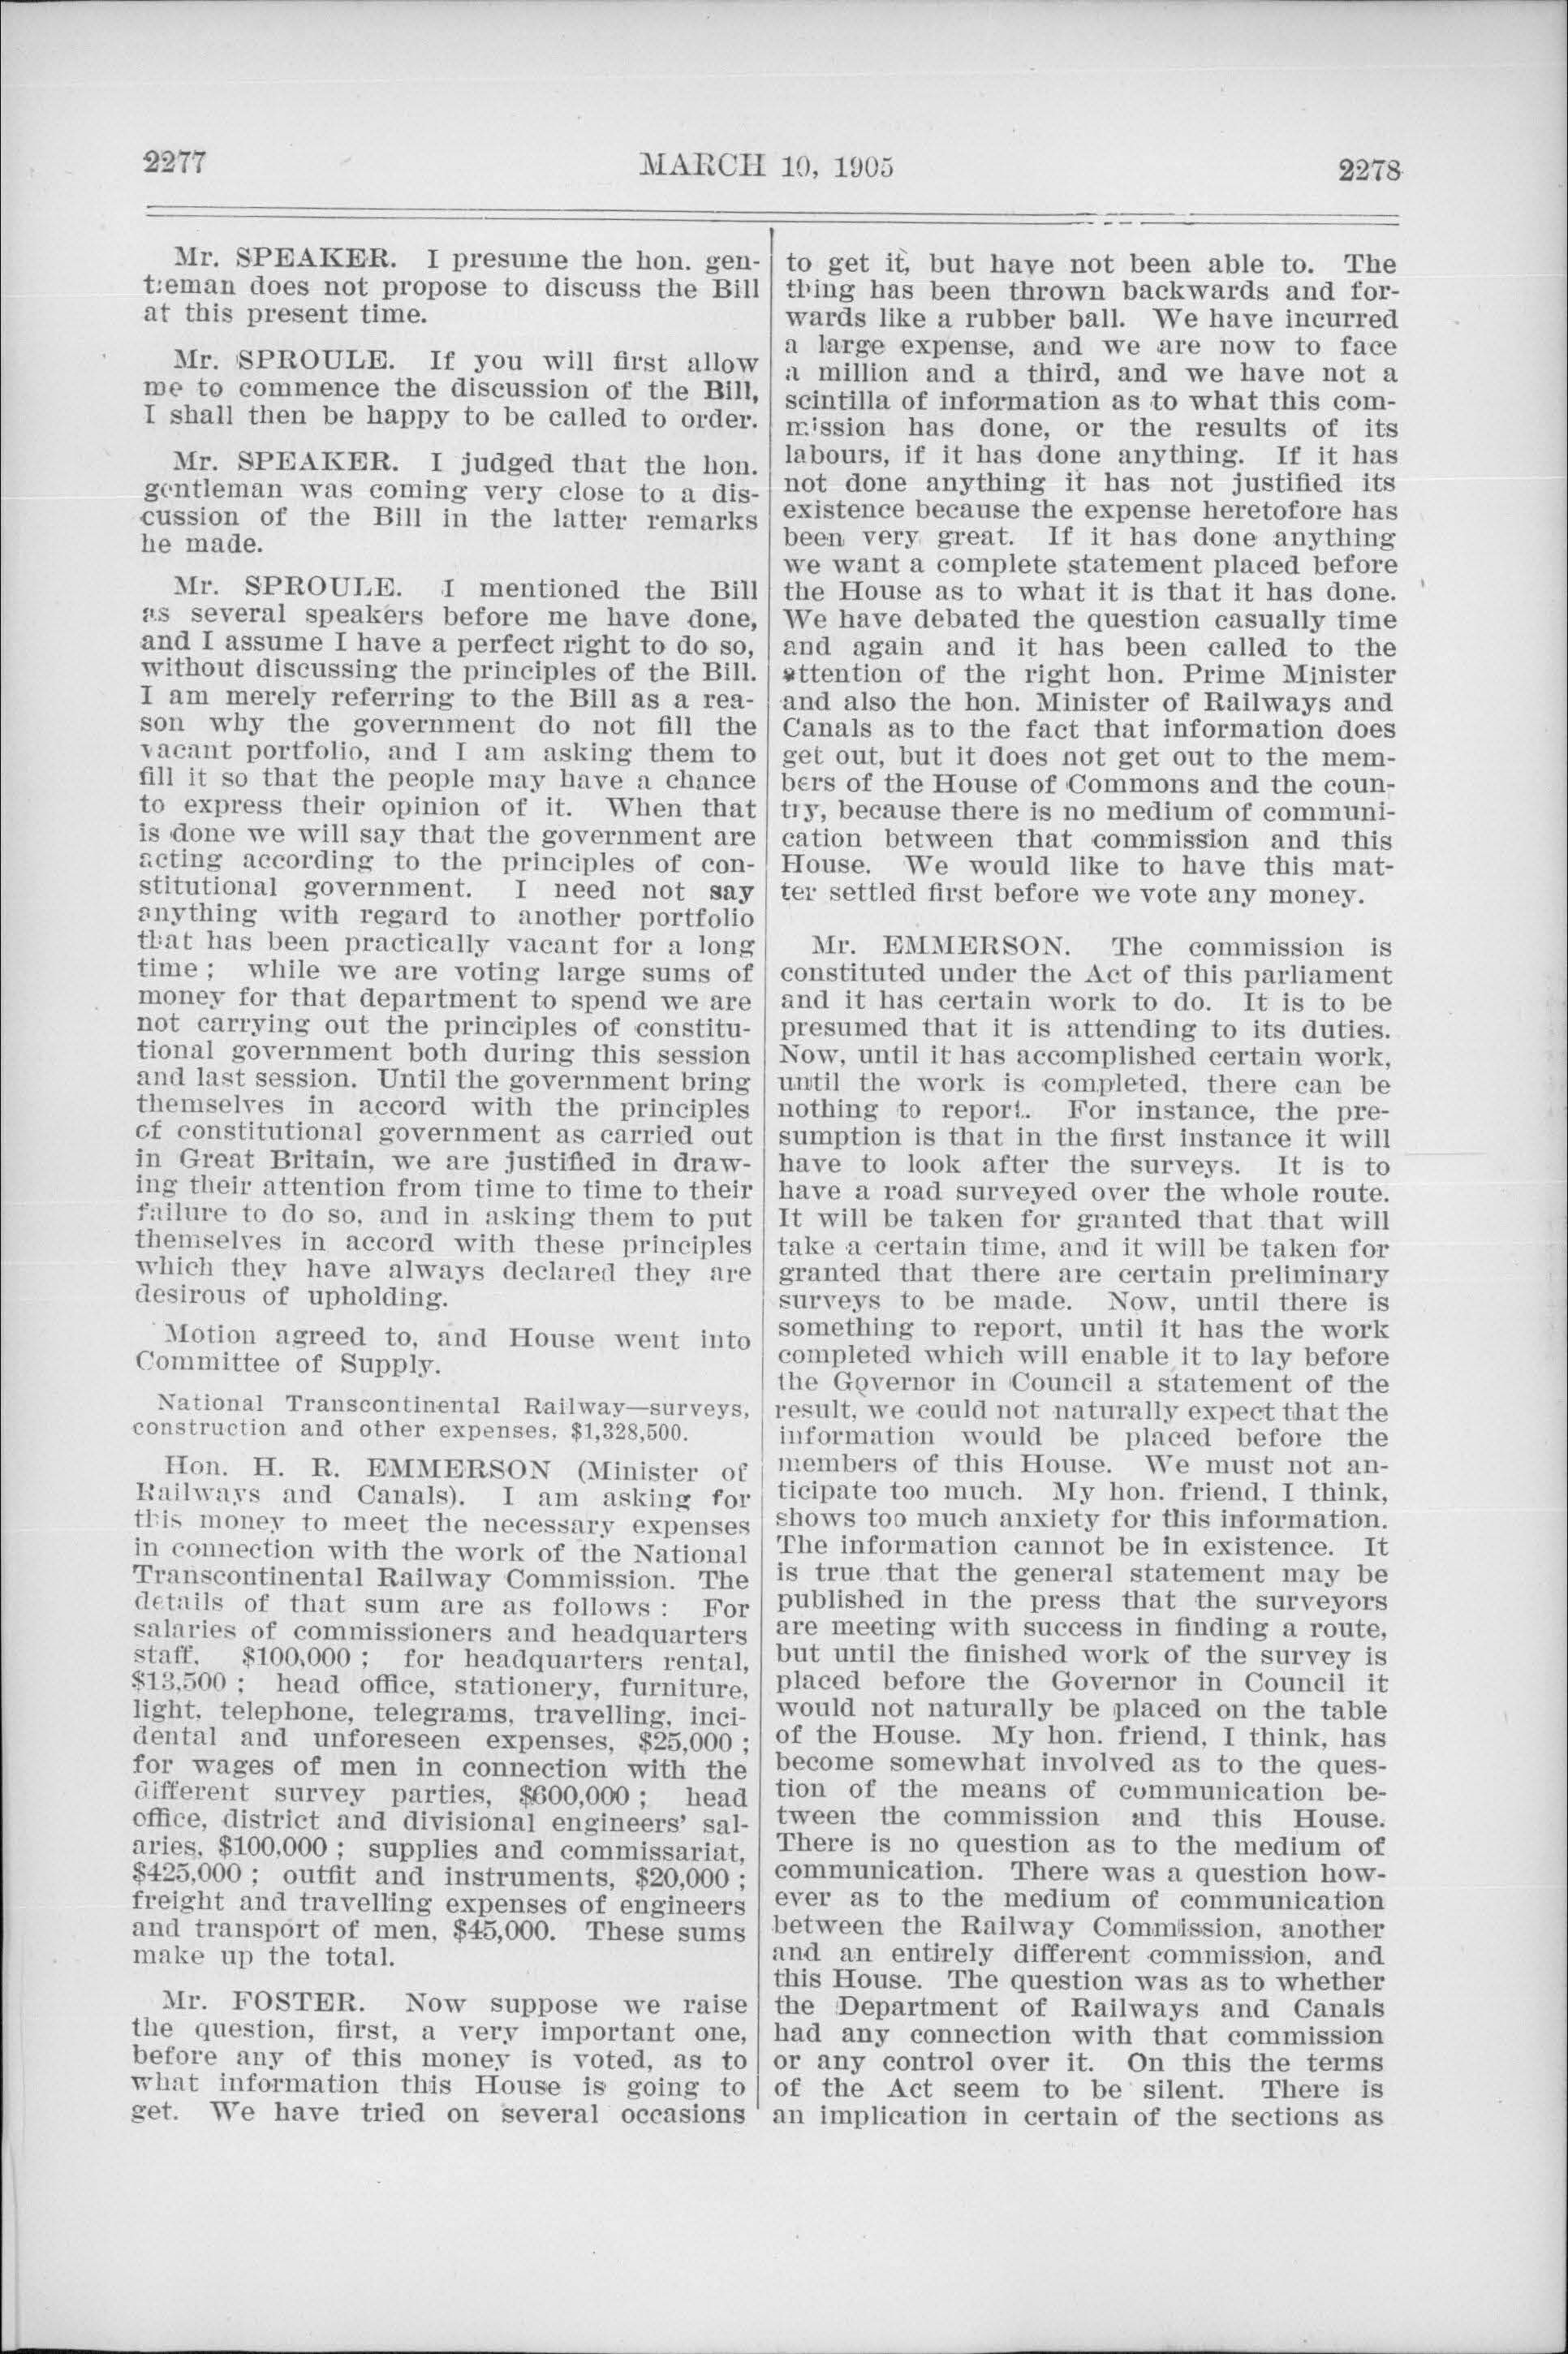 2277
MARCH 10, 1905
2278
Mr. SPEAKER. I presume the hon. gen-
tleman does not propose to discuss the Bill
at this present time.
Mr. SPROULE. If you will first allow
me to commence the discussion of the Bill,
I shall then be happy to be called to order.
Mr. SPEAKER. I judged that the hon.
gentleman was coming very close to a dis-
cussion of the Bill in the latter remarks
he made.
Mr. SPROULE. I mentioned the Bill
as several speakers before me have done,
and I assume I have a perfect right to do so,
without discussing the principles of the Bill.
I am merely referring to the Bill as a rea-
son why the government do not fill the
vacant portfolio, and I am asking them to
fill it so that the people may have a chance
to express their opinion of it. When that
is done we will say that the government are
acting according to the principles of con-
stitutional government. I need not say
anything with regard to another portfolio
that has been practically vacant for a long
time ; while we are voting large sums of
money for that department to spend we are
not carrying out the principles of constitu-
tional government both during this session
and last session. Until the government bring
themselves in accord with the principles
of constitutional government as carried out
in Great Britain, we are justified in draw-
ing their attention from time to time to their
failure to do so, and in asking them to put
themselves in accord with these principles
which they have always declared they are
desirous of upholding.
Motion agreed to, and House went into
Committee of Supply.
National Transcontinental Railway—surveys,
construction and other expenses, $1,328,500.
Hon. H. R. EMMERSON (Minister of
Railways and Canals). I am asking for
this money to meet the necessary expenses
in connection with the work of the National
Transcontinental Railway Commission. The
details of that sum are as follows : For
salaries of commissioners and headquarters
staff, $100,000 ; for headquarters rental,
$13,500 ; head office, stationery, furniture,
light, telephone, telegrams, travelling, inci-
dental and unforeseen expenses, $25,000 ;
for wages of men in connection with the
different survey parties, $600,000 ; head
office, district and divisional engineers' sal-
aries, $100,000 ; supplies and commissariat,
$425,000 ; outfit and instruments, $20,000 ;
freight and travelling expenses of engineers
and transport of men, $45,000. These sums
make up the total.
Mr. FOSTER. Now suppose we raise
the question, first, a very important one,
before any of this money is voted, as to
what information this House is going to
get. We have tried on several occasions
to get it, but have not been able to. The
thing has been thrown backwards and for-
wards like a rubber ball. We have incurred
a large expense, and we are now to face
a million and a third, and we have not a
scintilla of information as to what this com-
mission has done, or the results of its
labours, if it has done anything. If it has
not done anything it has not justified its
existence because the expense heretofore has
been very great. If it has done anything
we want a complete statement placed before
the House as to what it is that it has done.
We have debated the question casually time
and again and it has been called to the
attention of the right hon. Prime Minister
and also the hon. Minister of Railways and
Canals as to the fact that information does
get out, but it does not get out to the mem-
bers of the House of Commons and the coun-
try, because there is no medium of communi-
cation between that commission and this
House. We would like to have this mat-
ter settled first before we vote any money.
Mr. EMMERSON. The commission is
constituted under the Act of this parliament
and it has certain work to do. It is to be
presumed that it is attending to its duties.
Now, until it has accomplished certain work,
until the work is completed, there can be
nothing to report. For instance, the pre-
sumption is that in the first instance it will
have to look after the surveys. It is to
have a road surveyed over the whole route.
It will be taken for granted that that will
take a certain time, and it will be taken for
granted that there are certain preliminary
surveys to be made. Now, until there is
something to report, until it has the work
completed which will enable it to lay before
the Governor in Council a statement of the
result, we could not naturally expect that the
information would be placed before the
members of this House. We must not an-
ticipate too much. My hon. friend, I think,
shows too much anxiety for this information.
The information cannot be in existence. It
is true that the general statement may be
published in the press that the surveyors
are meeting with success in finding a route,
but until the finished work of the survey is
placed before the Governor in Council it
would not naturally be placed on the table
of the House. My hon. friend, I think, has
become somewhat involved as to the ques-
tion of the means of communication be-
tween the commission and this House.
There is no question as to the medium of
communication. There was a question how-
ever as to the medium of communication
between the Railway Commission, another
and an entirely different commission, and
this House. The question was as to whether
the Department of Railways and Canals
had any connection with that commission
or any control over it. On this the terms
of the Act seem to be silent. There is
an implication in certain of the sections as